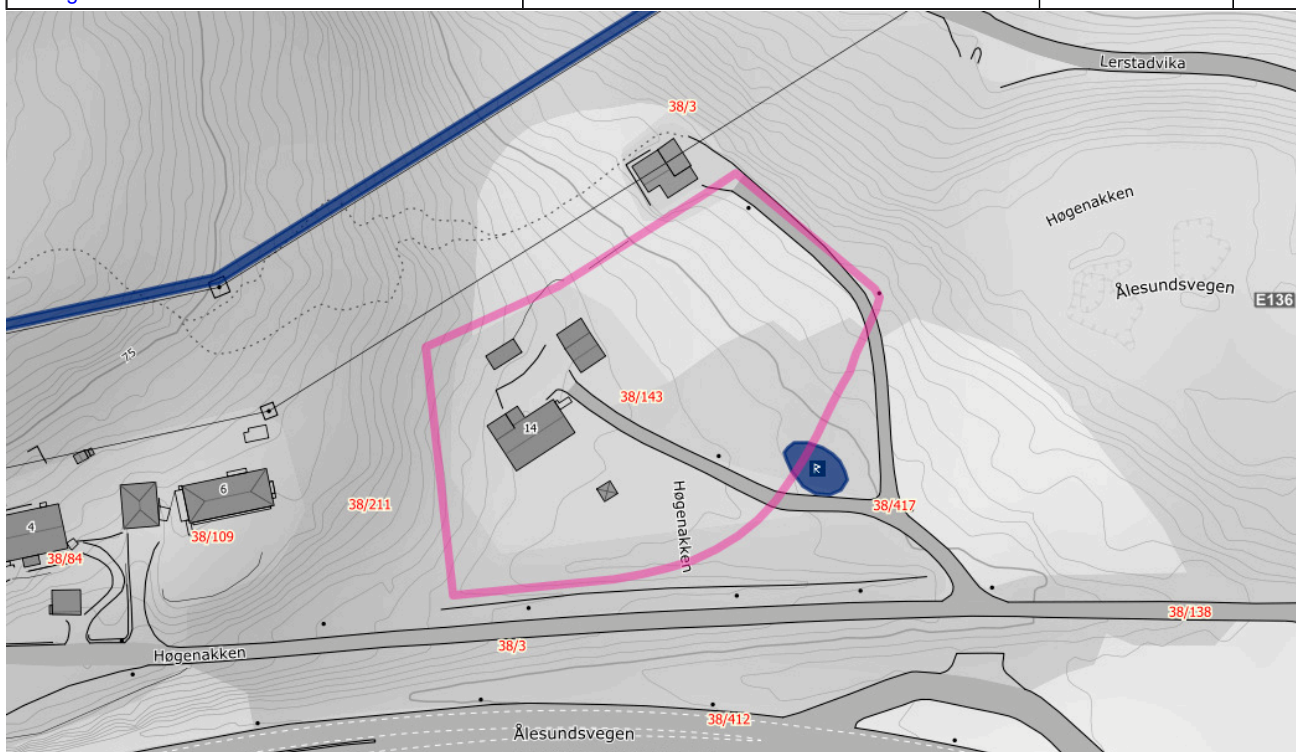 38/3
Lerstadvika
Høgenakken
Ålesundsvegen
E136
75
14
38/143
6
4
38/211
38/109
38/84
R
Høgenakken
38/417
38/138
Høgenakken
38/3
38/412
Ålesundsvegen